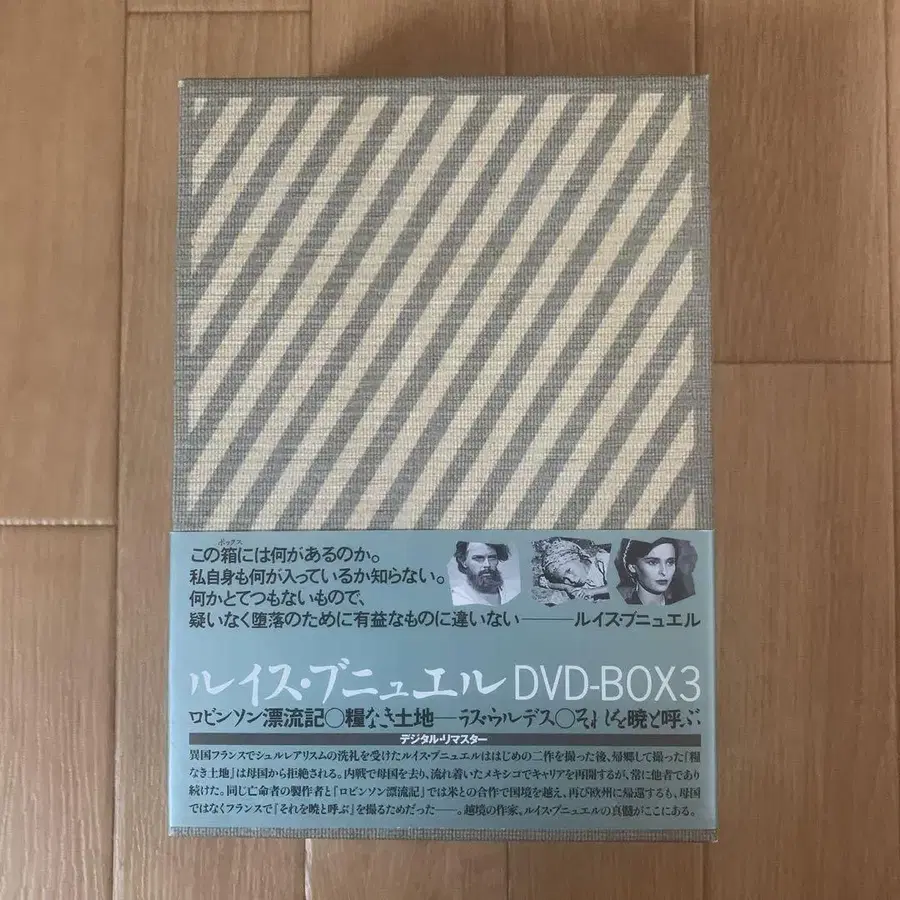 ボックス
この箱には何があるのか。
私自身も何が入っているか知らない。
何かとてつもないもので、
疑いなく堕落のために有益なものに違いない———ルイス・ブニュエル
ルイス・ブニュエル DVD-BOX3
ロビンソン漂流記○糧なき土地—ラス・ウルデス○それを暁と呼ぶ
デジタル・リマスター
異国フランスでシュルレアリスムの洗礼を受けたルイス・ブニュエルははじめの二作を撮った後、帰郷して撮った『糧
なき土地』は母国から拒絶される。内戦で母国を去り、流れ着いたメキシコでキャリアを再開するが、常に他者であり
続けた。同じ亡命者の製作者と『ロビンソン漂流記』では米との合作で国境を越え、再び欧州に帰還するも、母国
ではなくフランスで『それを暁と呼ぶ』を撮るためだった——。越境の作家、ルイス・ブニュエルの真髄がここにある。